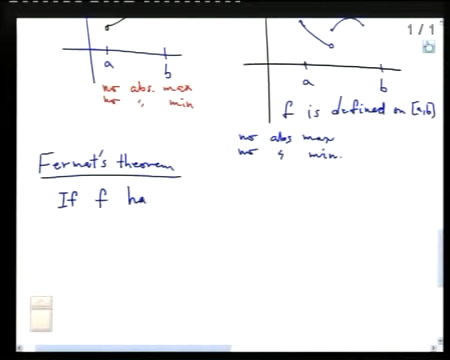 1 / 1
a
b
no abs. max
no " min
a
b
f is defined on [a,b]
no abs max
no " min.
Fermat's theorem
If f ha